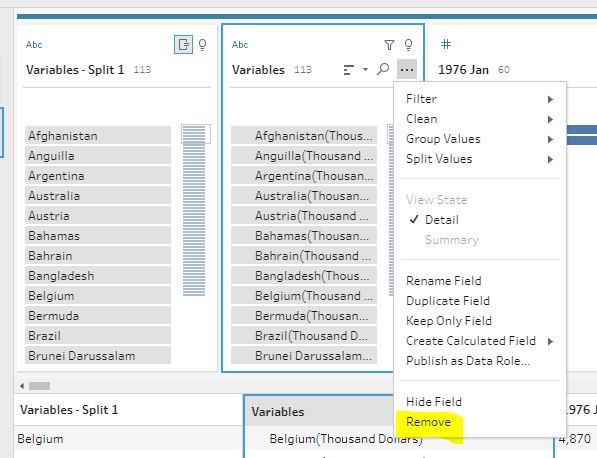 Abc
Variables - Split 1 113
Afghanistan
Anguilla
Argentina
Australia
Austria
Bahamas
Bahrain
Bangladesh
Belgium
Bermuda
Brazil
Brunei Darussalam
Abc
Variables 113
Afghanistan(Thous...
Anguilla(Thousand ...
Argentina(Thousan...
Australia(Thousan...
Austria(Thousand ...
Bahamas(Thousan...
Bahrain(Thousand ...
Bangladesh(Thous...
Belgium(Thousand ...
Bermuda(Thousan...
Brazil(Thousand D...
Brunei Darussalam...
#
1976 Jan 60
Filter
Clean
Group Values
Split Values
View State
Detail
Summary
Rename Field
Duplicate Field
Keep Only Field
Create Calculated Field
Publish as Data Role...
Hide Field
Remove
Variables - Split 1
Variables
1976 Jan
Belgium
Belgium(Thousand Dollars)
4,870